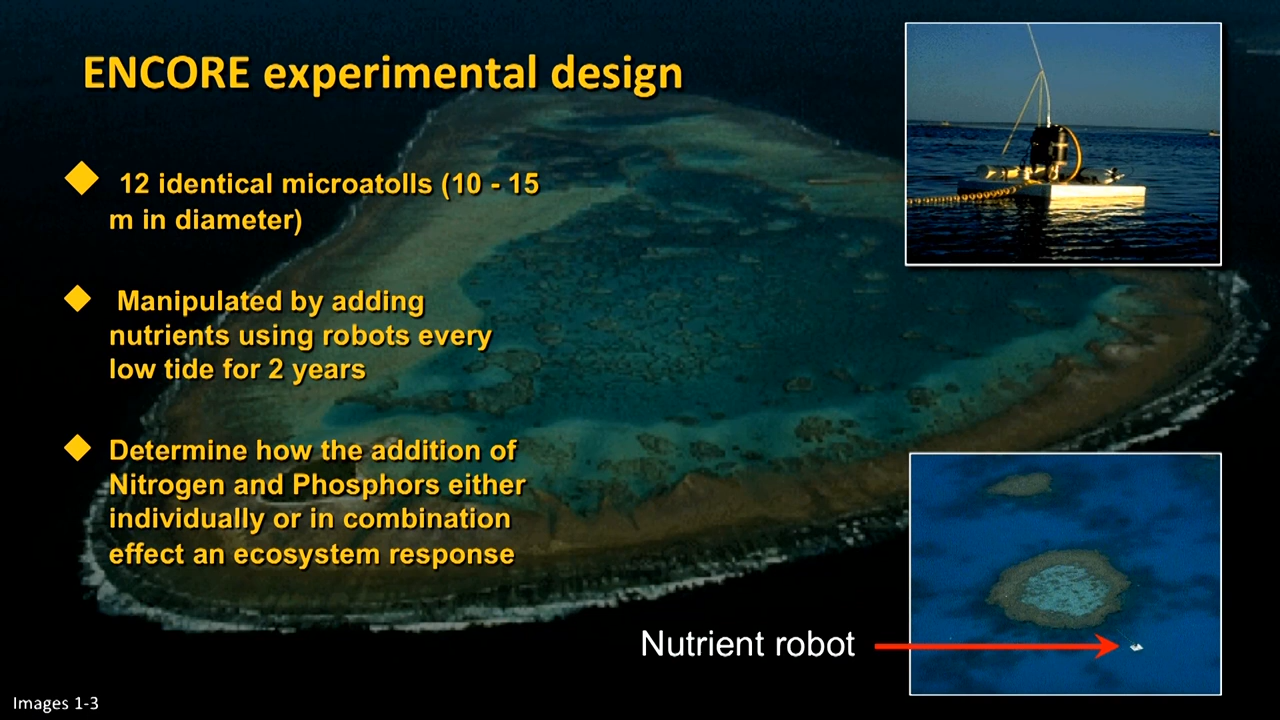 ENCORE experimental design
12 identical microatolls (10 - 15
m in diameter)
Manipulated by adding
nutrients using robots every
low tide for 2 years
Determine how the addition of
Nitrogen and Phosphors either
individually or in combination
effect an ecosystem response
Nutrient robot
Images 1-3